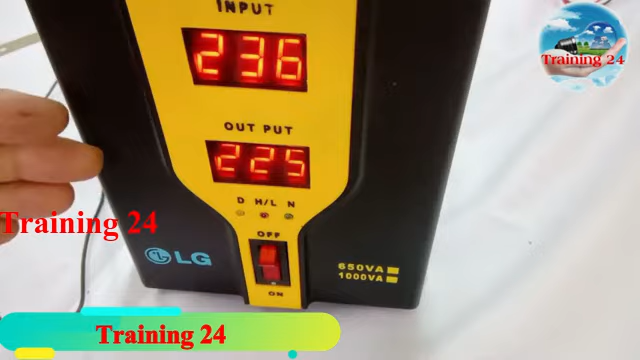 INPUT
236
Training 24
OUT PUT
225
D H/L N
Training 24
OFF
LG
650VA
1000VA
ON
Training 24